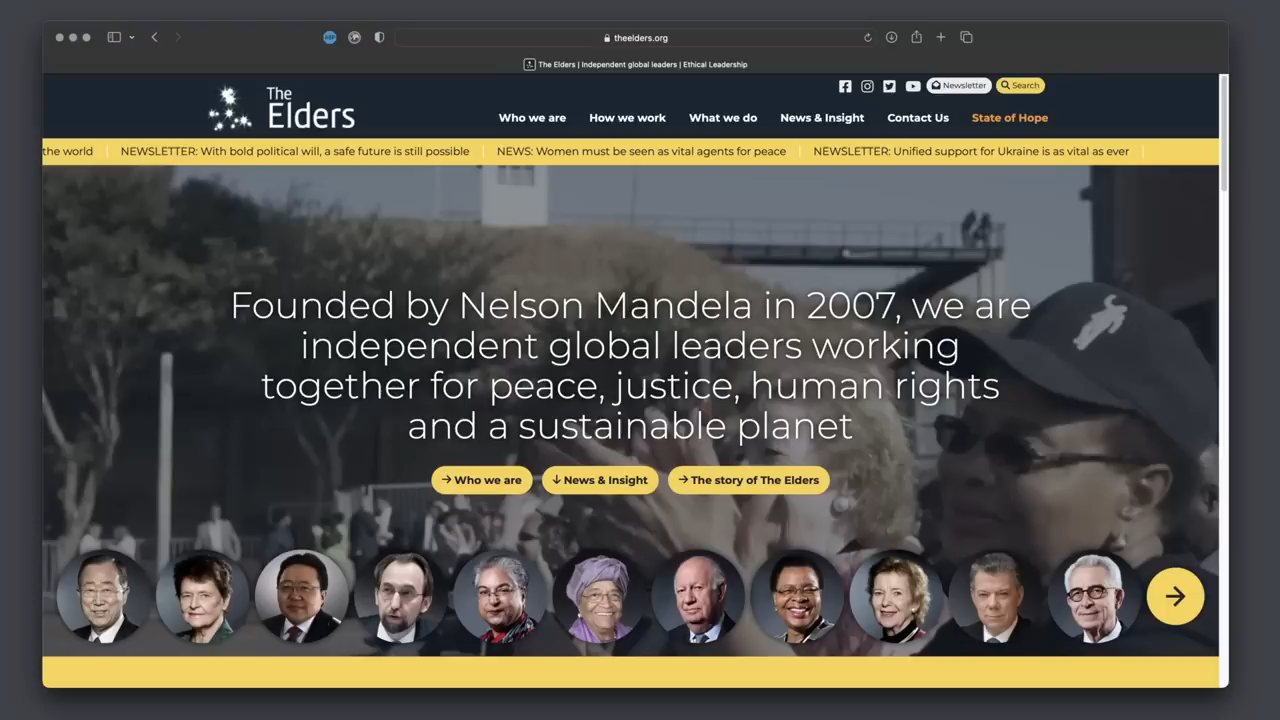 theelders.org
The Elders | Independent global leaders | Ethical Leadership
The
Elders
Newsletter
Search
Who we are
How we work
What we do
News & Insight
Contact Us
State of Hope
the world
NEWSLETTER: With bold political will, a safe future is still possible
NEWS: Women must be seen as vital agents for peace
NEWSLETTER: Unified support for Ukraine is as vital as ever
Founded by Nelson Mandela in 2007, we are
independent global leaders working
together for peace, justice, human rights
and a sustainable planet
Who we are
News & Insight
The story of The Elders